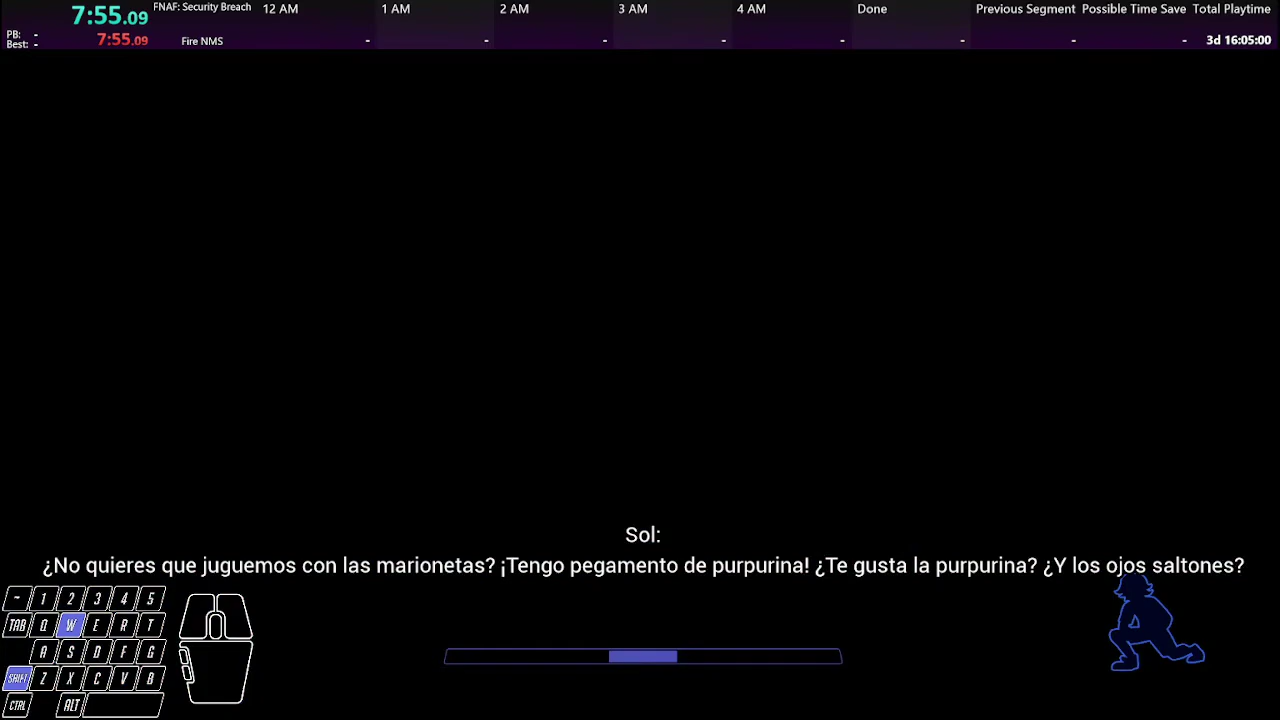 7:55.09
FNAF: Security Breach
12 AM
1 AM
2 AM
3 AM
4 AM
Done
Previous Segment
Possible Time Save
Total Playtime
PB: -
Best: -
7:55.09
Fire NMS
-
-
-
-
-
-
-
-
3d 16:05:00
Sol:
¿No quieres que juguemos con las marionetas? ¡Tengo pegamento de purpurina! ¿Te gusta la purpurina? ¿Y los ojos saltones?
~ 1 2 3 4 5
TAB Q W E R T
A S D F G
SHIFT Z X C V B
CTRL ALT